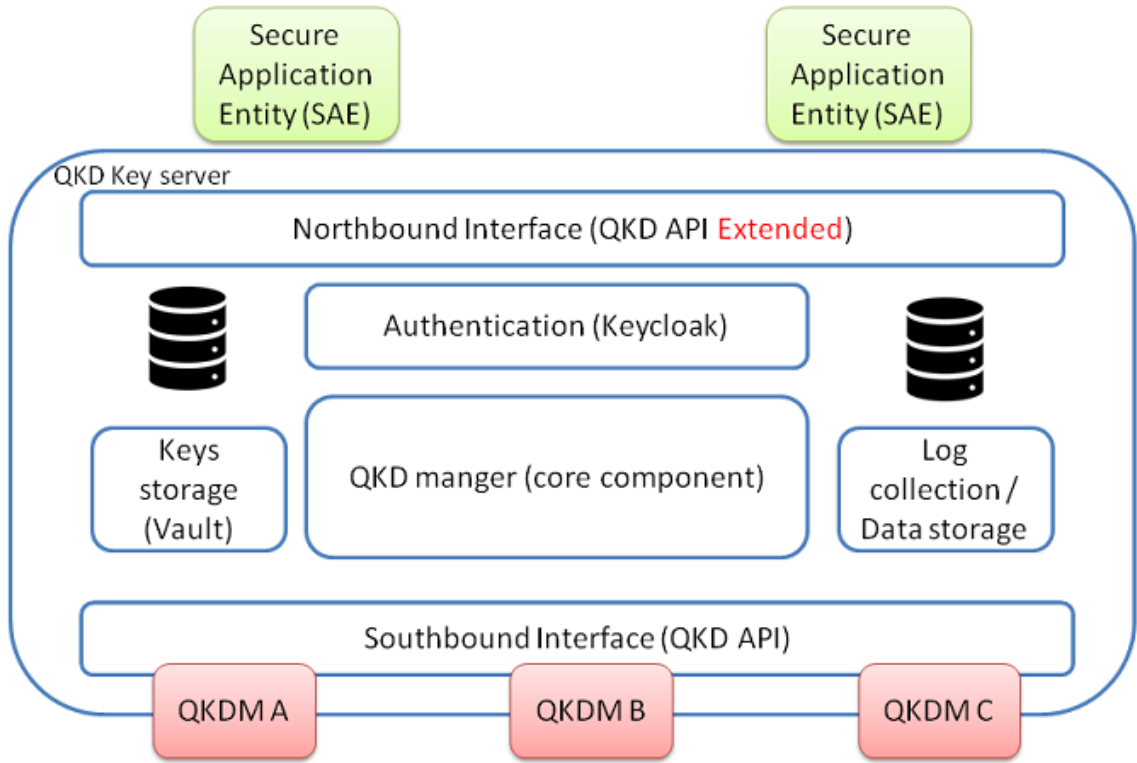 Secure
Application
Entity (SAE)
Secure
Application
Entity (SAE)
QKD Key server
Northbound Interface (QKD API Extended)
Authentication (Keycloak)
Keys
storage
(Vault)
QKD manger (core component)
Log
collection /
Data storage
Southbound Interface (QKD API)
QKDM A
QKDM B
QKDM C